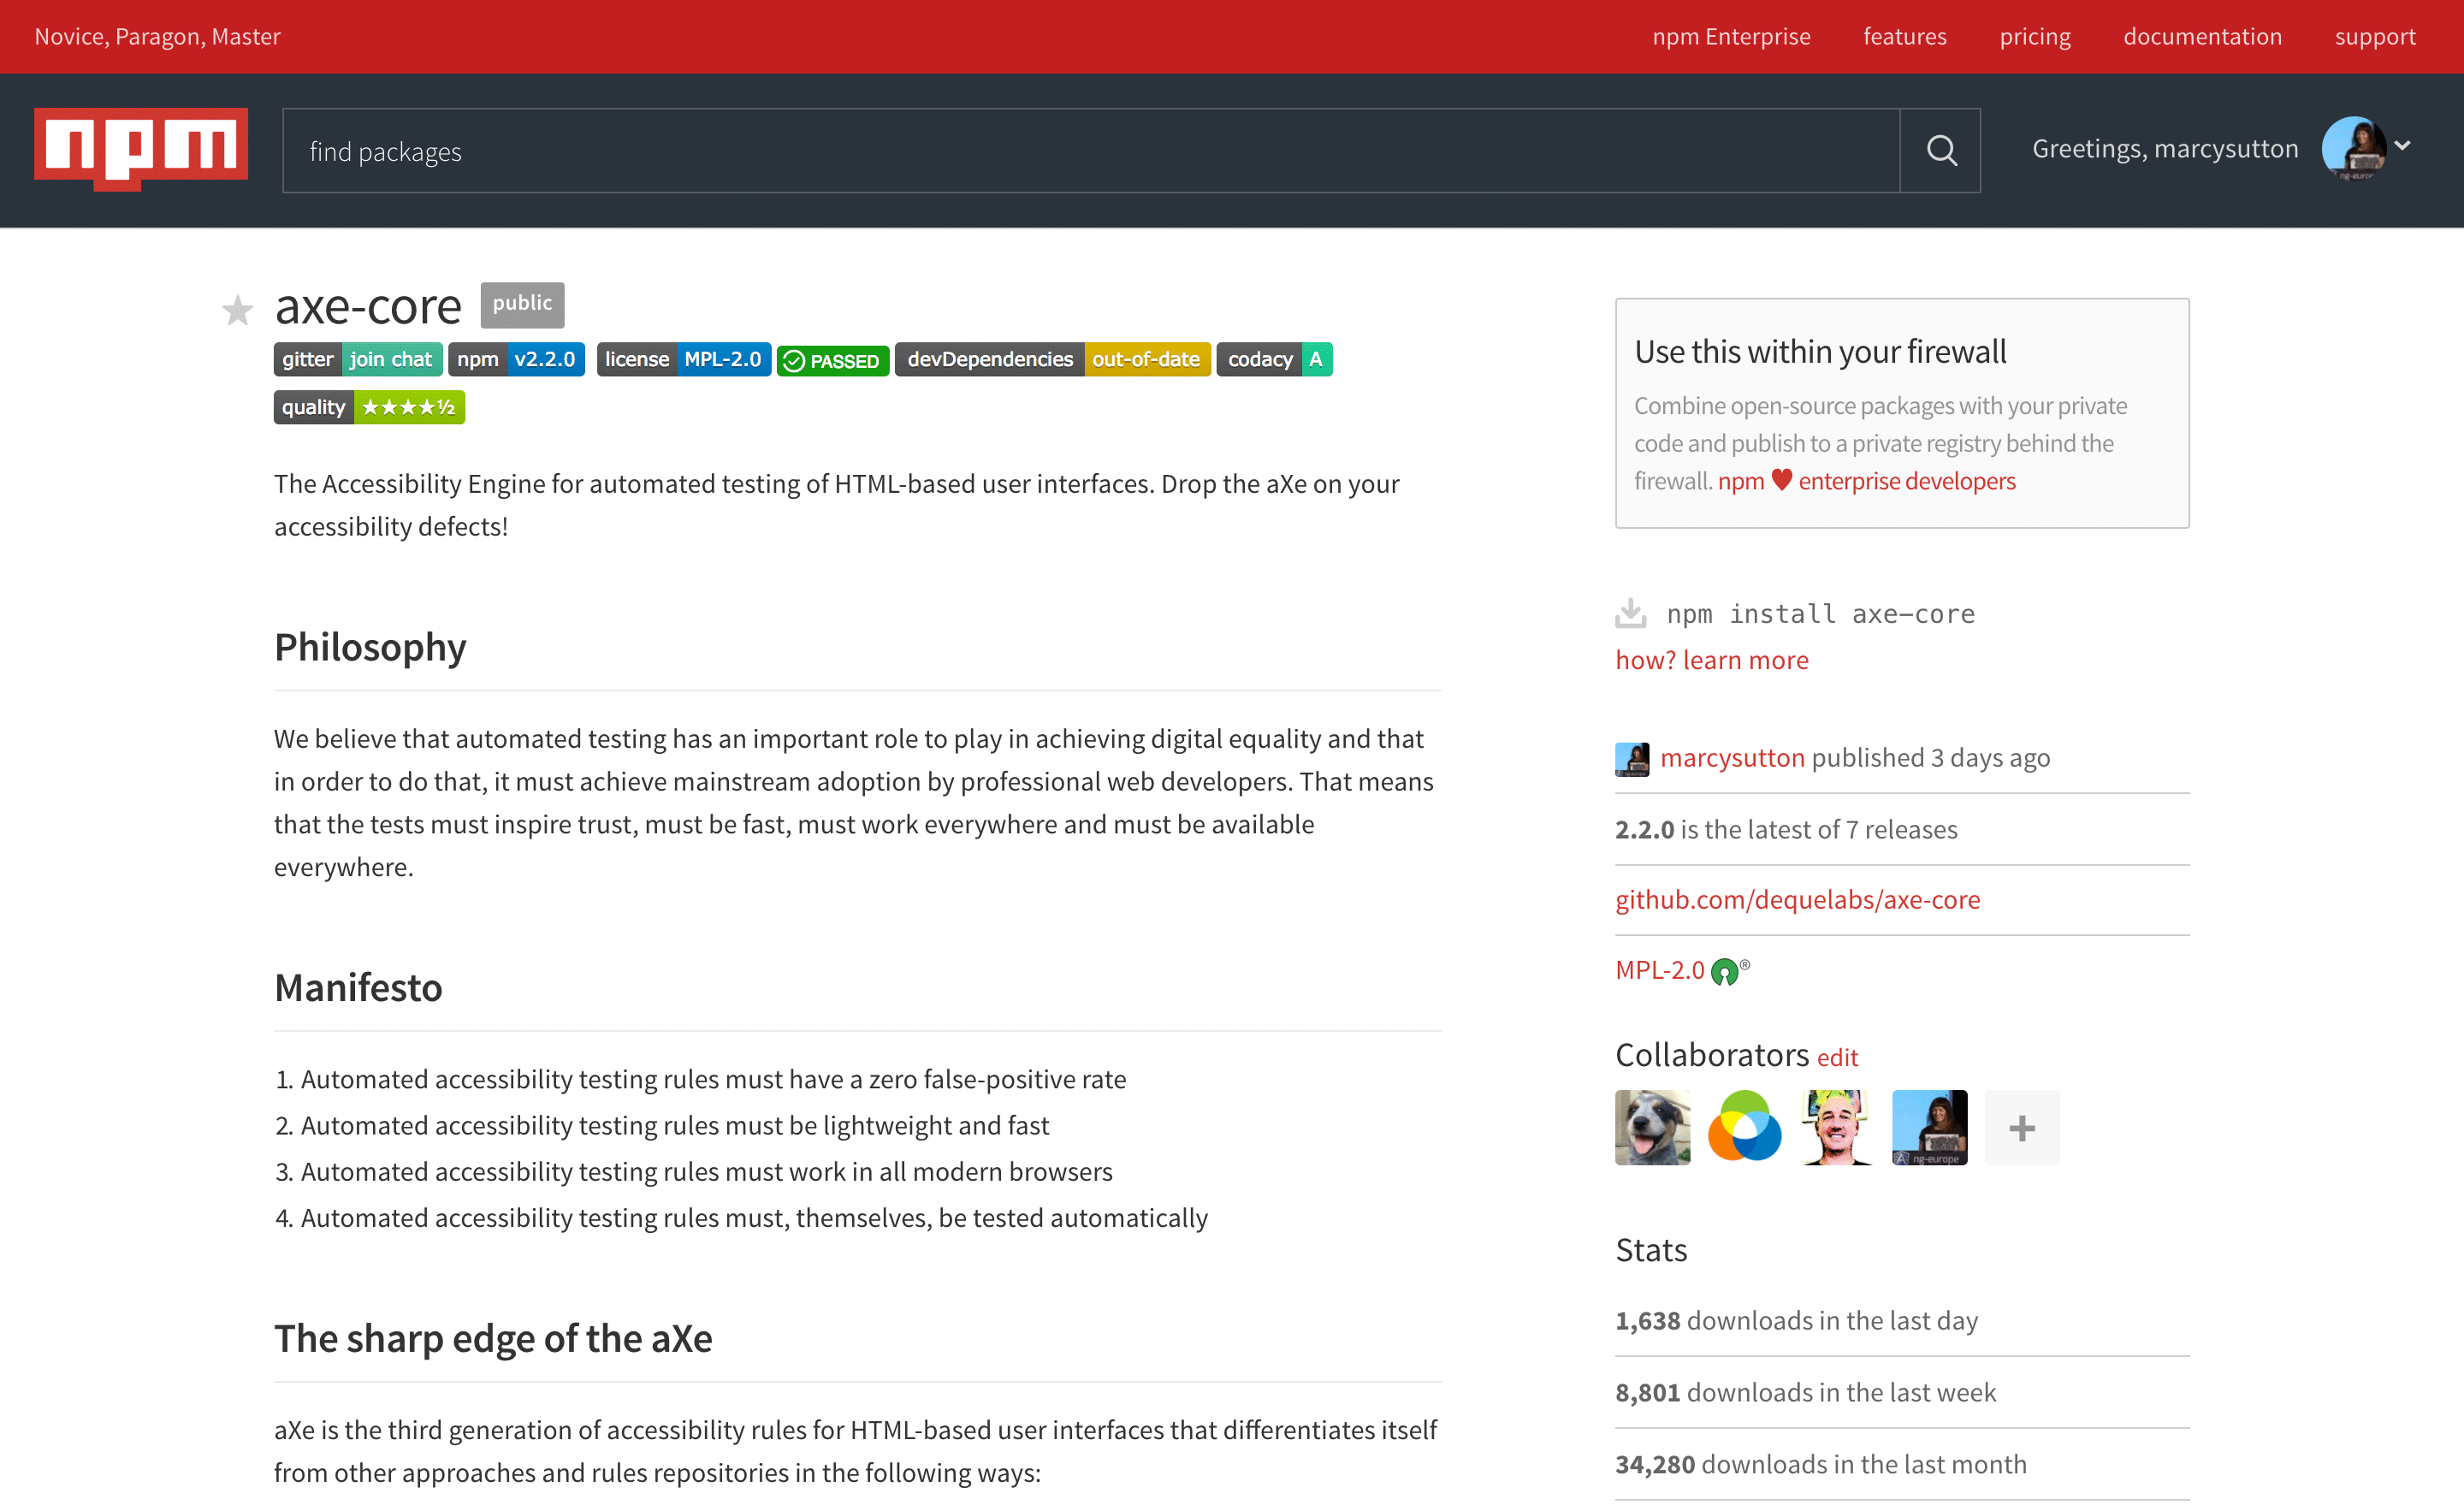 Novice, Paragon, Master
npm Enterprise features pricing documentation support
npm
find packages
Greetings, marcysutton
ng-europe
axe-core public
gitter join chat npm v2.2.0 license MPL-2.0 PASSED devDependencies out-of-date codacy A
quality ★★★★½
The Accessibility Engine for automated testing of HTML-based user interfaces. Drop the aXe on your
accessibility defects!
Philosophy
We believe that automated testing has an important role to play in achieving digital equality and that
in order to do that, it must achieve mainstream adoption by professional web developers. That means
that the tests must inspire trust, must be fast, must work everywhere and must be available
everywhere.
Manifesto
1. Automated accessibility testing rules must have a zero false-positive rate
2. Automated accessibility testing rules must be lightweight and fast
3. Automated accessibility testing rules must work in all modern browsers
4. Automated accessibility testing rules must, themselves, be tested automatically
The sharp edge of the aXe
aXe is the third generation of accessibility rules for HTML-based user interfaces that differentiates itself
from other approaches and rules repositories in the following ways:
Use this within your firewall
Combine open-source packages with your private
code and publish to a private registry behind the
firewall. npm ♥ enterprise developers
npm install axe-core
how? learn more
marcysutton published 3 days ago
2.2.0 is the latest of 7 releases
github.com/dequelabs/axe-core
MPL-2.0 ®
Collaborators edit
ng-europe
+
Stats
1,638 downloads in the last day
8,801 downloads in the last week
34,280 downloads in the last month